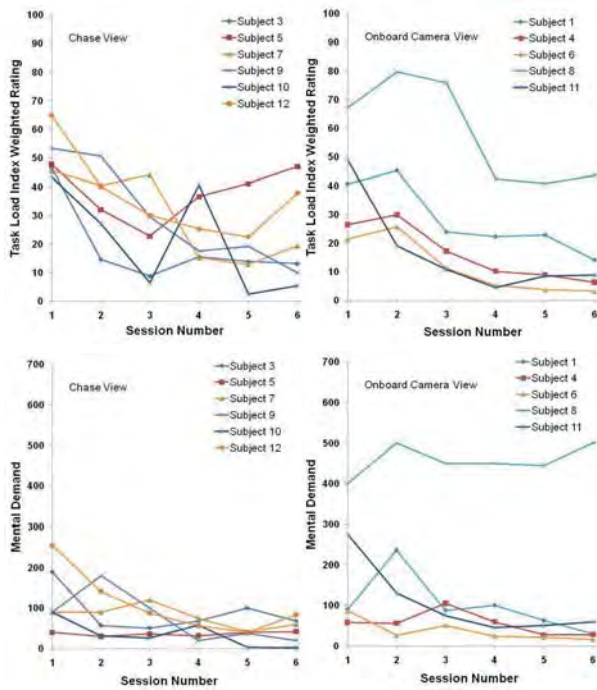 100
90
80
70
60
50
40
30
20
10
0
Task Load Index Weighted Rating
Chase View
Subject 3
Subject 5
Subject 7
Subject 9
Subject 10
Subject 12
1 2 3 4 5 6
Session Number
100
90
80
70
60
50
40
30
20
10
0
Task Load Index Weighted Rating
Onboard Camera View
Subject 1
Subject 4
Subject 6
Subject 8
Subject 11
1 2 3 4 5 6
Session Number
700
600
500
400
300
200
100
0
Mental Demand
Chase View
Subject 3
Subject 5
Subject 7
Subject 9
Subject 10
Subject 12
1 2 3 4 5 6
Session Number
700
600
500
400
300
200
100
0
Mental Demand
Onboard Camera View
Subject 1
Subject 4
Subject 6
Subject 8
Subject 11
1 2 3 4 5 6
Session Number